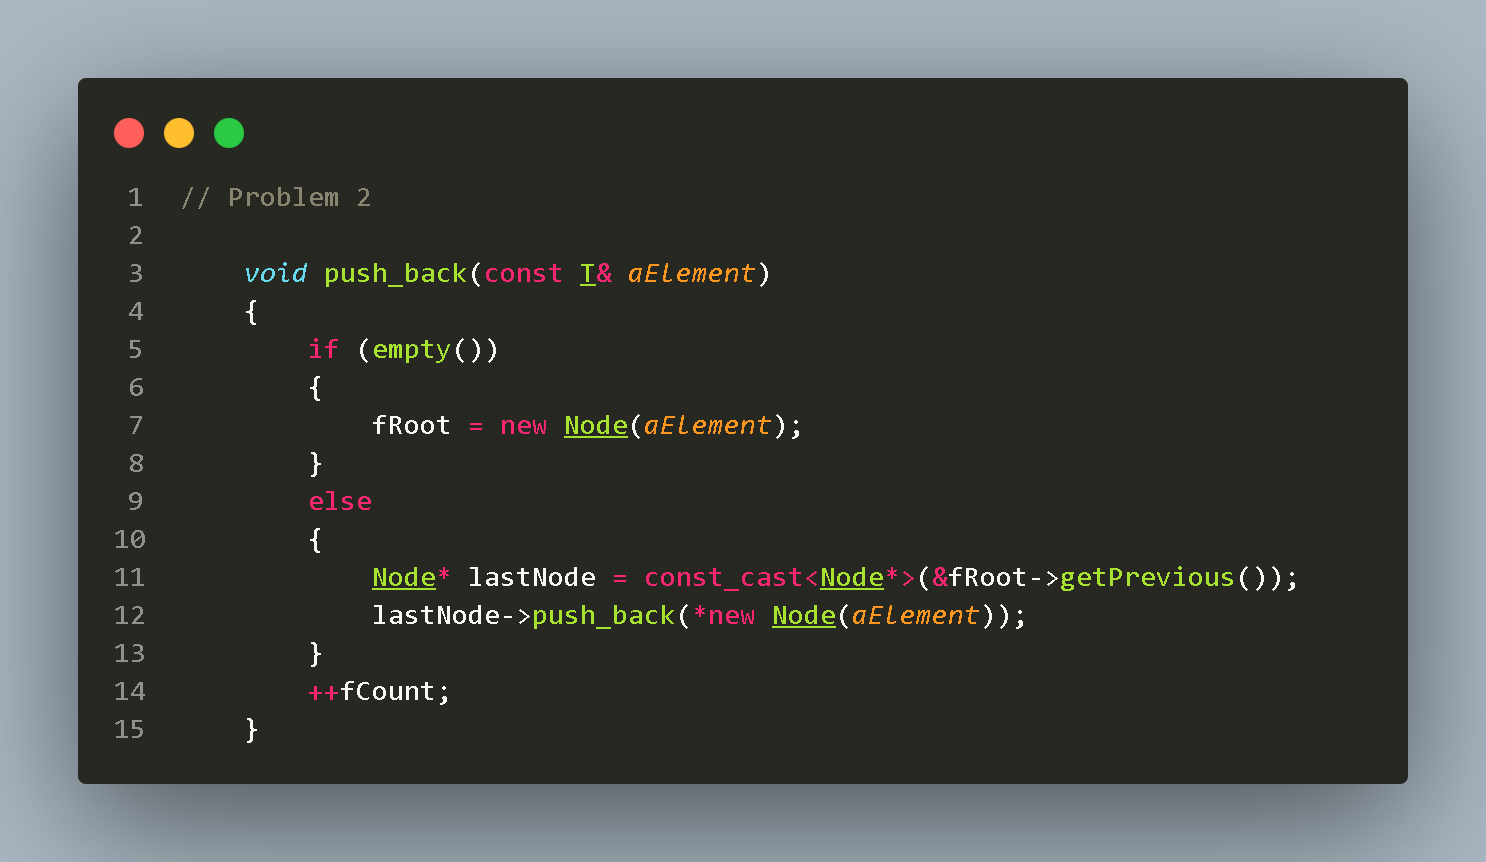 1 // Problem 2
2
3     void push_back(const T& aElement)
4     {
5         if (empty())
6         {
7             fRoot = new Node(aElement);
8         }
9         else
10         {
11             Node* lastNode = const_cast<Node*>(&fRoot->getPrevious());
12             lastNode->push_back(*new Node(aElement));
13         }
14         ++fCount;
15     }